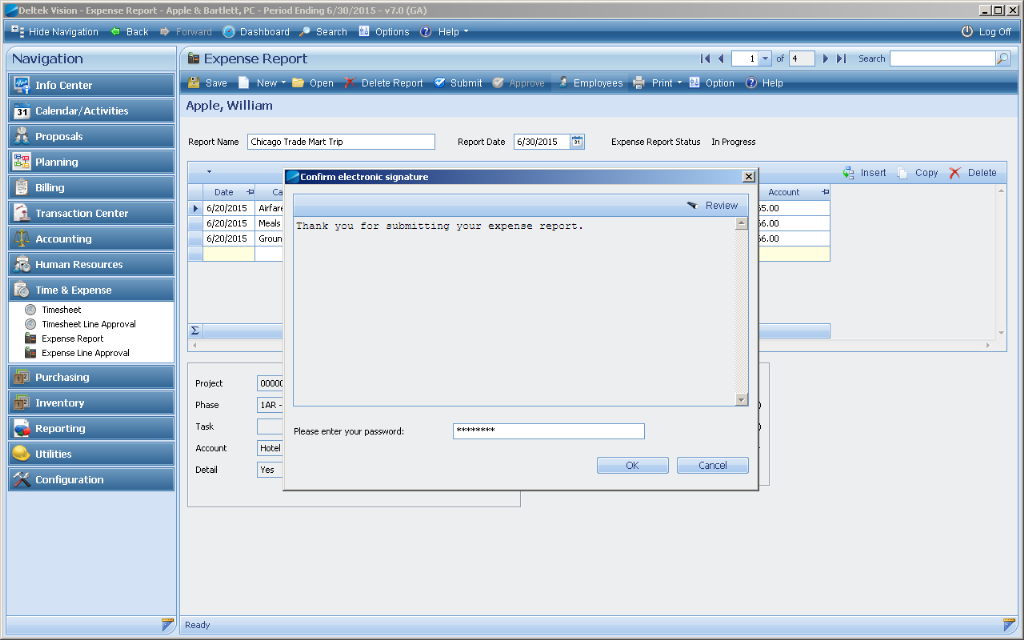 Deltek Vision - Expense Report - Apple & Bartlett, PC - Period Ending 6/30/2015 - v7.0 (GA)
Hide Navigation Back Forward Dashboard Search Options Help Log Off
Navigation
Info Center
31 Calendar/Activities
Proposals
Planning
Billing
Transaction Center
Accounting
Human Resources
Time & Expense
Timesheet
Timesheet Line Approval
Expense Report
Expense Line Approval
Purchasing
Inventory
Reporting
Utilities
Configuration
Expense Report 1 of 4 Search
Save New Open Delete Report Submit Approve Employees Print Option Help
Apple, William
Report Name Chicago Trade Mart Trip Report Date 6/30/2015 Expense Report Status In Progress
Insert Copy Delete
Date Ca Account
6/20/2015 Airfare 65.00
6/20/2015 Meals 66.00
6/20/2015 Groun 66.00
Σ
Project 00000
Phase 1AR -
Task
Account Hotel
Detail Yes
Confirm electronic signature
Review
Thank you for submitting your expense report.
Please enter your password: ********
OK Cancel
Ready